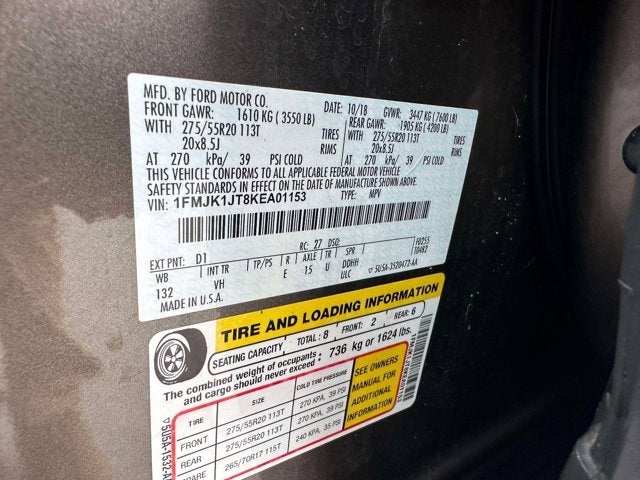 MFD. BY FORD MOTOR CO.
DATE: 10/18 GVWR: 3447 KG (7600 LB)
FRONT GAWR: 1610 KG (3550 LB) REAR GAWR: 1905 KG (4200 LB)
WITH 275/55R20 113T TIRES WITH 275/55R20 113T TIRES
20x8.5J RIMS 20x8.5J RIMS
AT 270 kPa/ 39 PSI COLD AT 270 kPa/ 39 PSI COLD
THIS VEHICLE CONFORMS TO ALL APPLICABLE FEDERAL MOTOR VEHICLE
SAFETY STANDARDS IN EFFECT ON THE DATE OF MANUFACTURE SHOWN ABOVE.
VIN: 1FMJK1JT8KEA01153 TYPE: MPV
EXT PNT: D1 RC: 27 DSO: F0255
T0482
WB INT TR TP/PS R AXLE TR SPR
132 VH E 15 U DDHH
ULC ▽ 5U5A-3520472-AA
MADE IN U.S.A.
TIRE AND LOADING INFORMATION
SEATING CAPACITY TOTAL: 8 FRONT: 2 REAR: 6
The combined weight of occupants and cargo should never exceed: 736 kg or 1624 lbs.
TIRE SIZE COLD TIRE PRESSURE
FRONT 275/55R20 113T 270 KPA, 39 PSI
REAR 275/55R20 113T 270 KPA, 39 PSI
SPARE 265/70R17 115T 240 KPA, 35 PSI
SEE OWNERS
MANUAL FOR
ADDITIONAL
INFORMATION